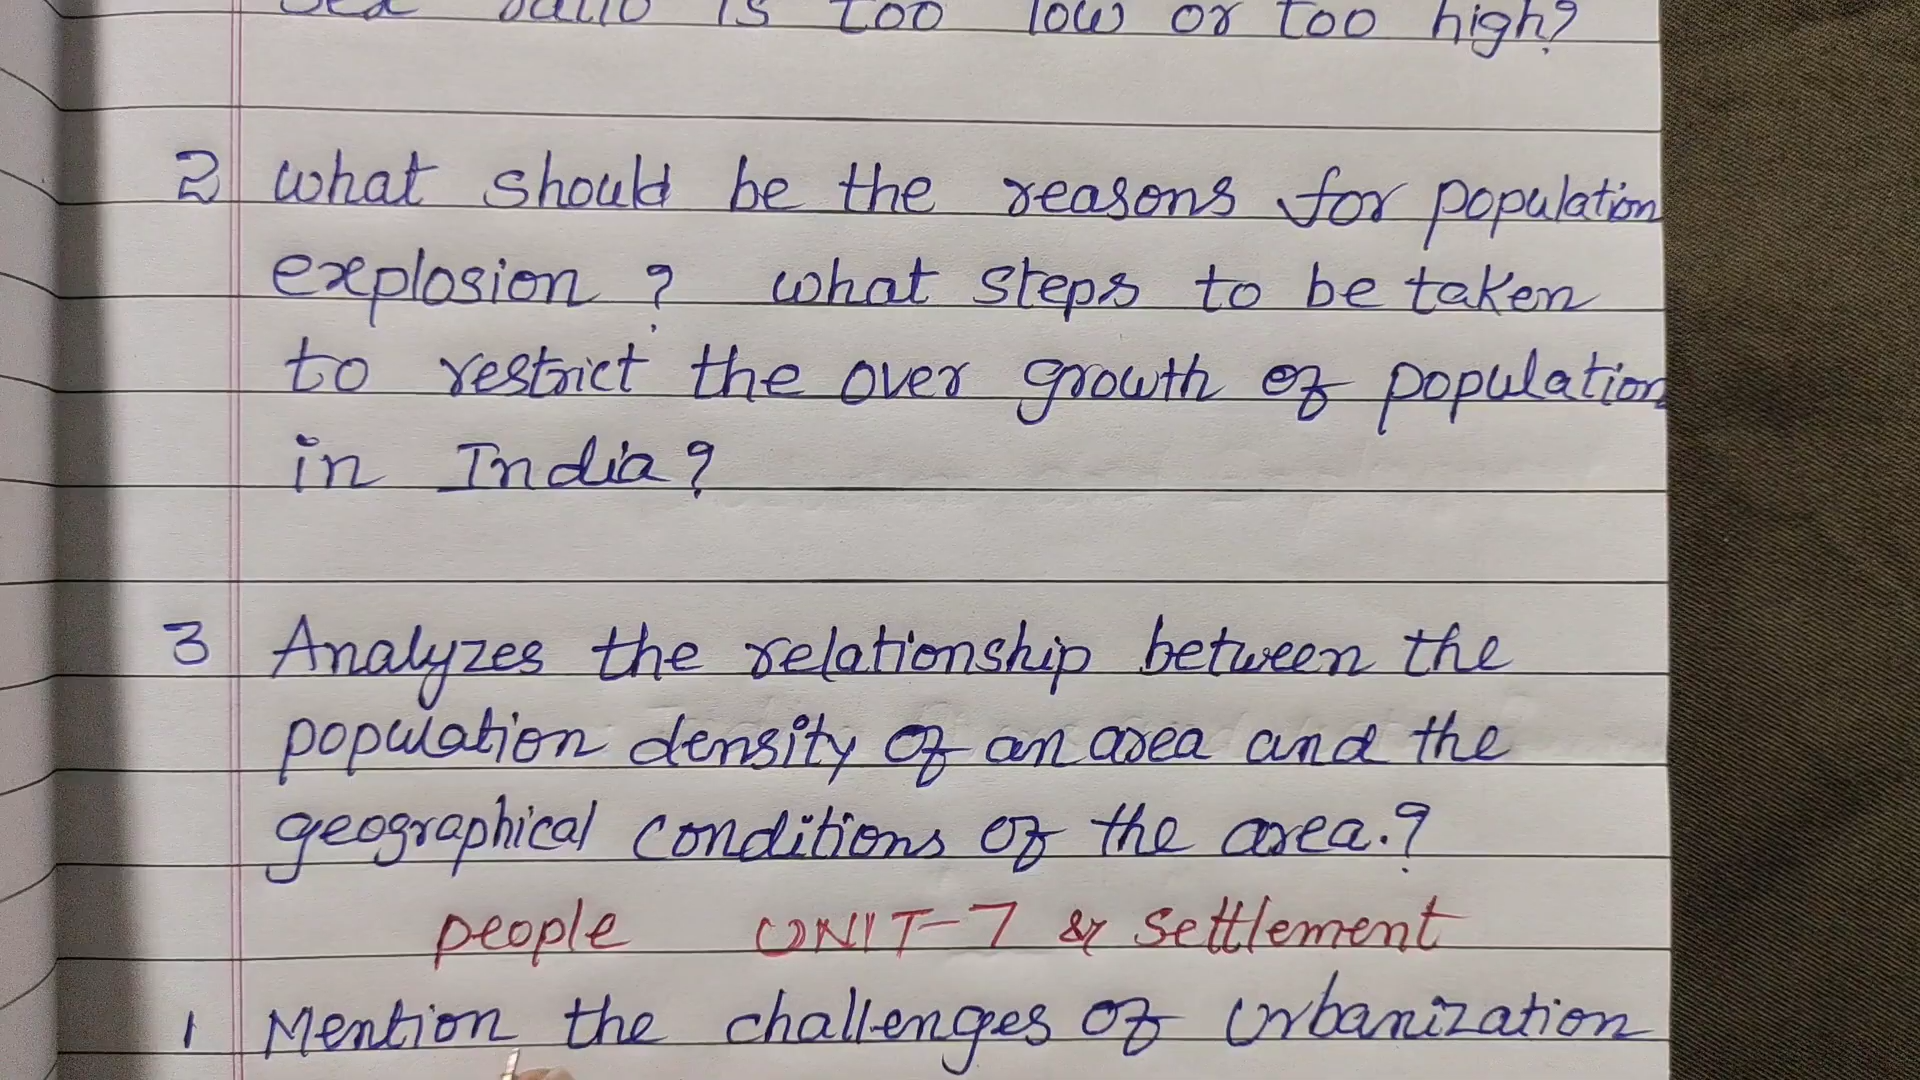 Sex ratio is too low or too high?
2 What should be the reasons for population
explosion ? What steps to be taken
to restrict the over growth of population
in India?
3 Analyzes the relationship between the
population density of an area and the
geographical conditions of the area.?
people UNIT-7 & Settlement
1 Mention the challenges of Urbanization